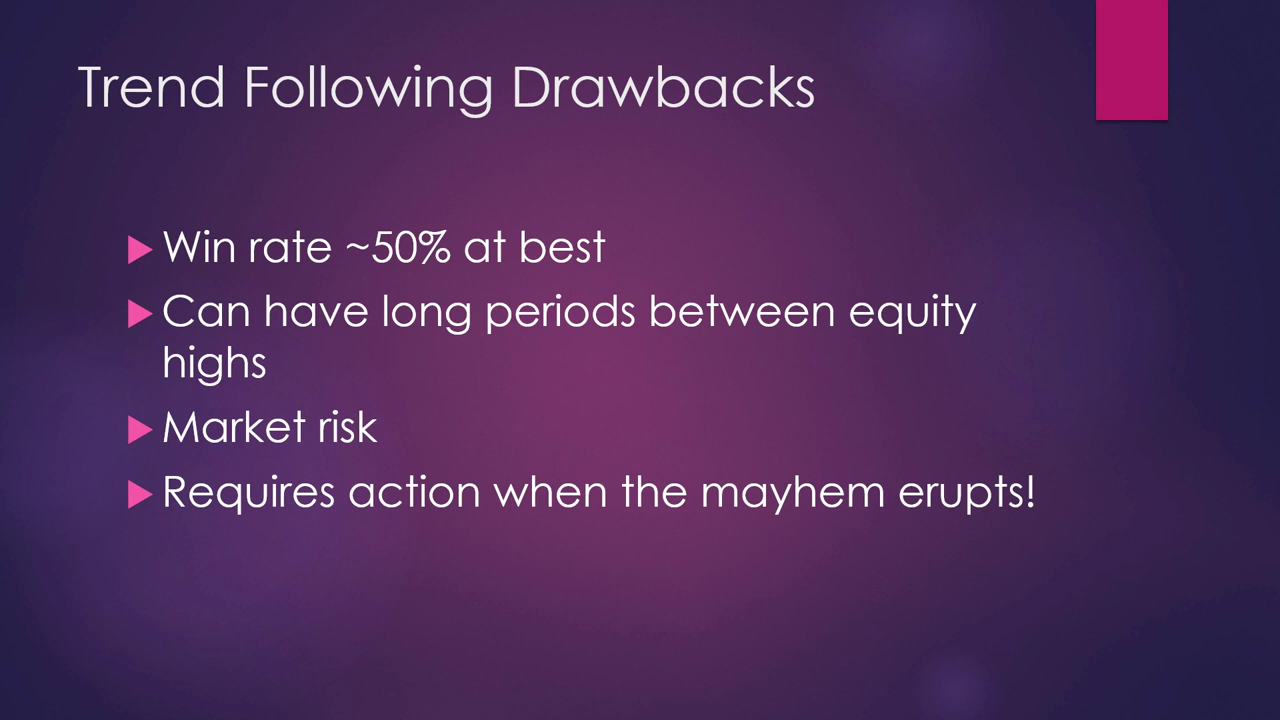 Trend Following Drawbacks
Win rate ~50% at best
Can have long periods between equity
highs
Market risk
Requires action when the mayhem erupts!